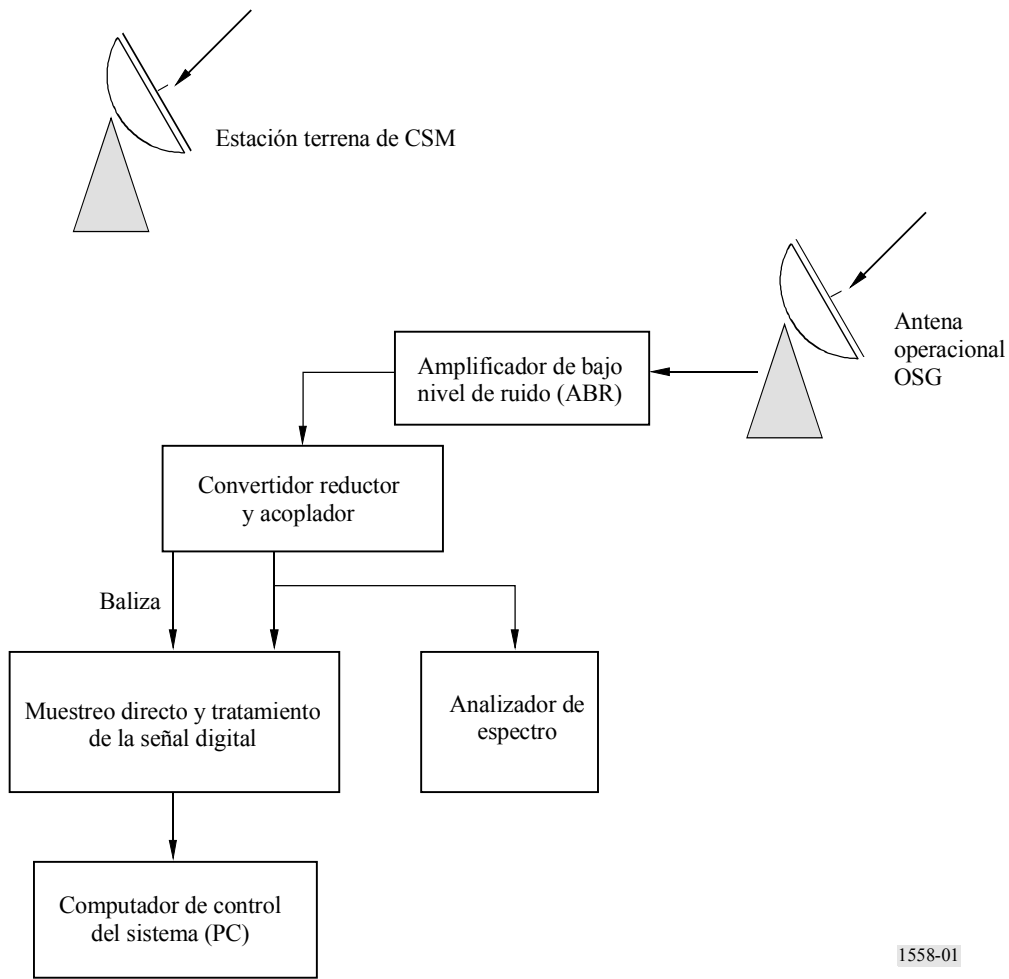 Estación terrena de CSM
Antena
operacional
OSG
Amplificador de bajo
nivel de ruido (ABR)
Convertidor reductor
y acoplador
Baliza
Muestreo directo y tratamiento
de la señal digital
Analizador de
espectro
Computador de control
del sistema (PC)
1558-01